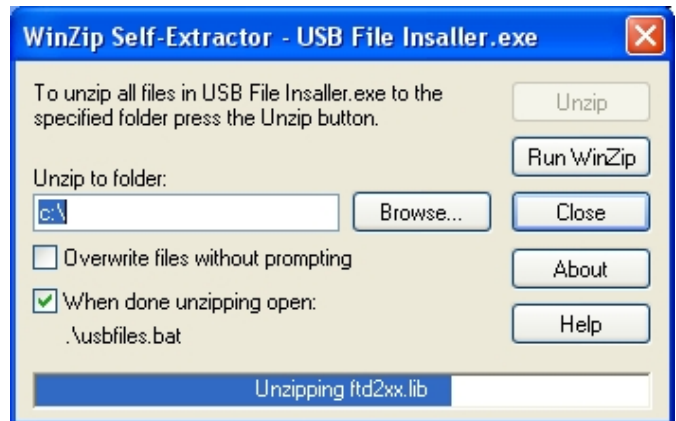 WinZip Self-Extractor - USB File Insaller.exe
To unzip all files in USB File Insaller.exe to the
specified folder press the Unzip button.
Unzip
Run WinZip
Unzip to folder:
c:\
Browse...
Close
Overwrite files without prompting
About
When done unzipping open:
.\usbfiles.bat
Help
Unzipping ftd2xx.lib